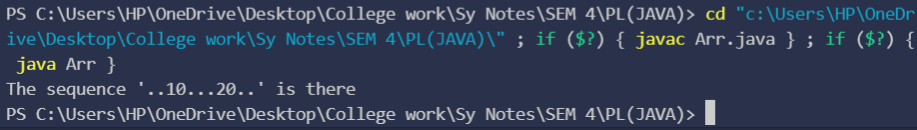 PS C:\Users\HP\OneDrive\Desktop\College work\Sy Notes\SEM 4\PL(JAVA)> cd "c:\Users\HP\OneDr
ive\Desktop\College work\Sy Notes\SEM 4\PL(JAVA)\" ; if ($?) { javac Arr.java } ; if ($?) {
 java Arr }
The sequence '..10...20..' is there
PS C:\Users\HP\OneDrive\Desktop\College work\Sy Notes\SEM 4\PL(JAVA)>